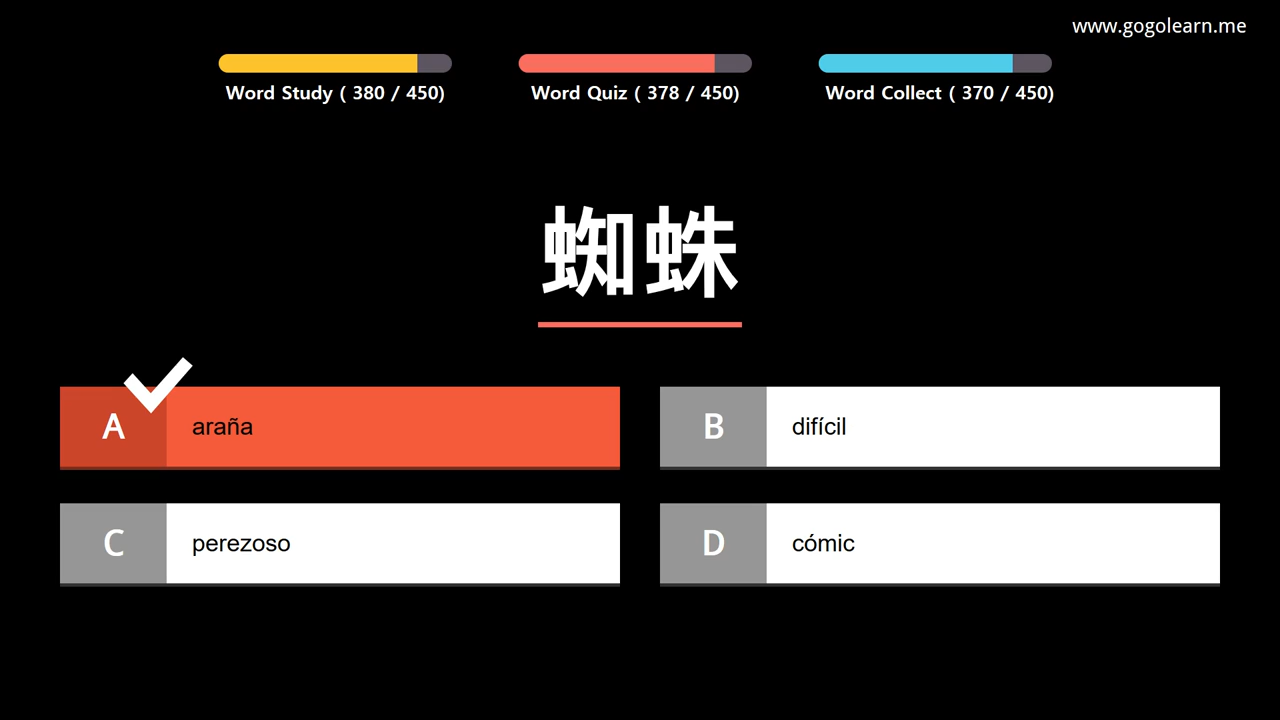 www.gogolearn.me
Word Study ( 380 / 450)
Word Quiz ( 378 / 450)
Word Collect ( 370 / 450)
蜘蛛
A araña
B difícil
C perezoso
D cómic